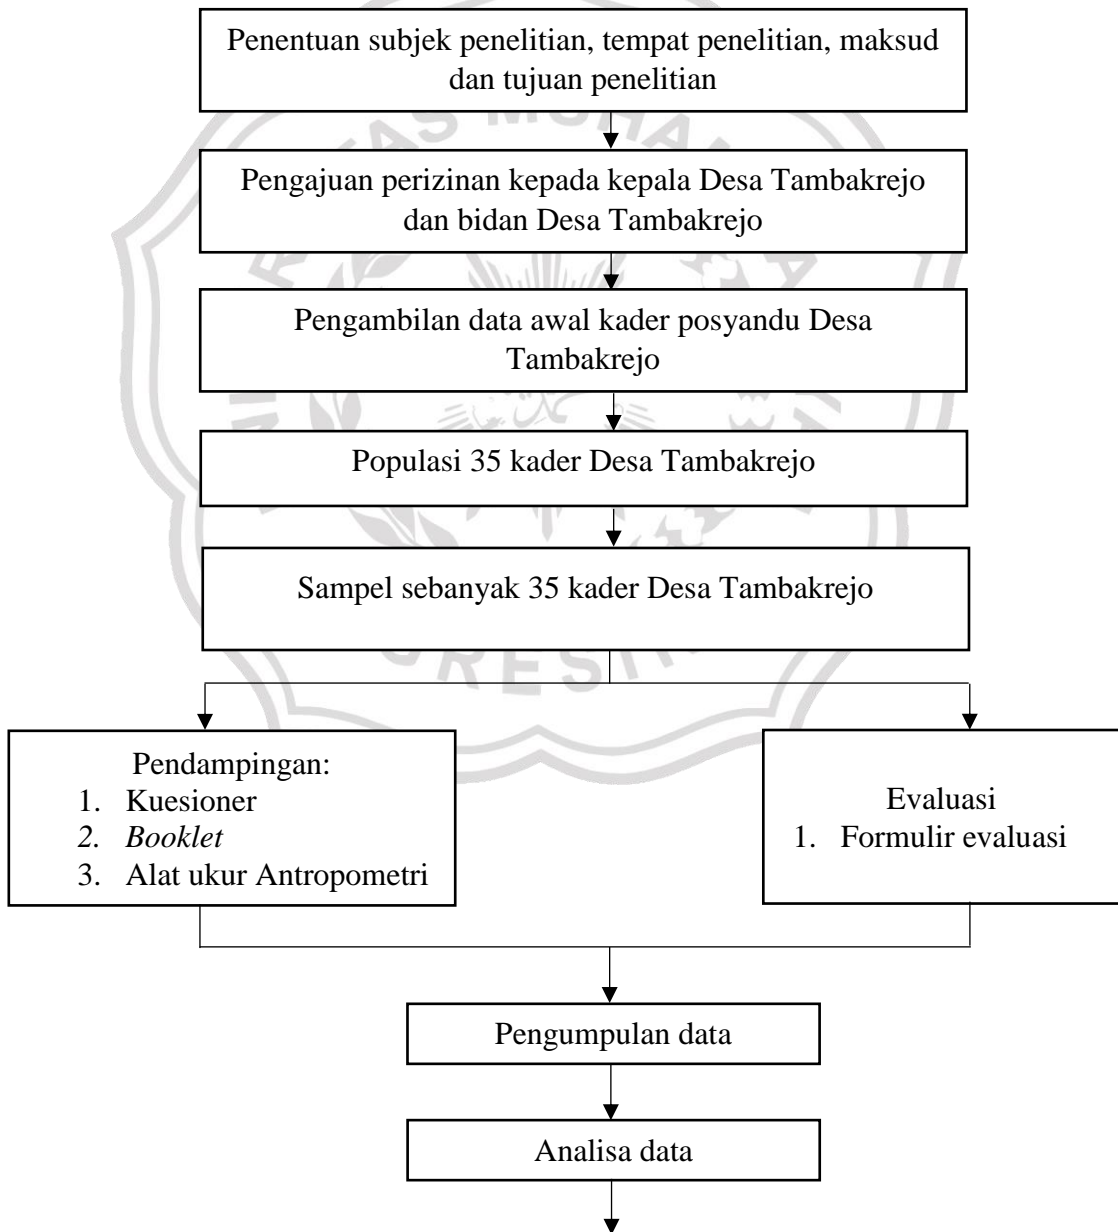 Penentuan subjek penelitian, tempat penelitian, maksud
dan tujuan penelitian
Pengajuan perizinan kepada kepala Desa Tambakrejo
dan bidan Desa Tambakrejo
Pengambilan data awal kader posyandu Desa
Tambakrejo
Populasi 35 kader Desa Tambakrejo
Sampel sebanyak 35 kader Desa Tambakrejo
Pendampingan:
1. Kuesioner
2. Booklet
3. Alat ukur Antropometri
Evaluasi
1. Formulir evaluasi
Pengumpulan data
Analisa data